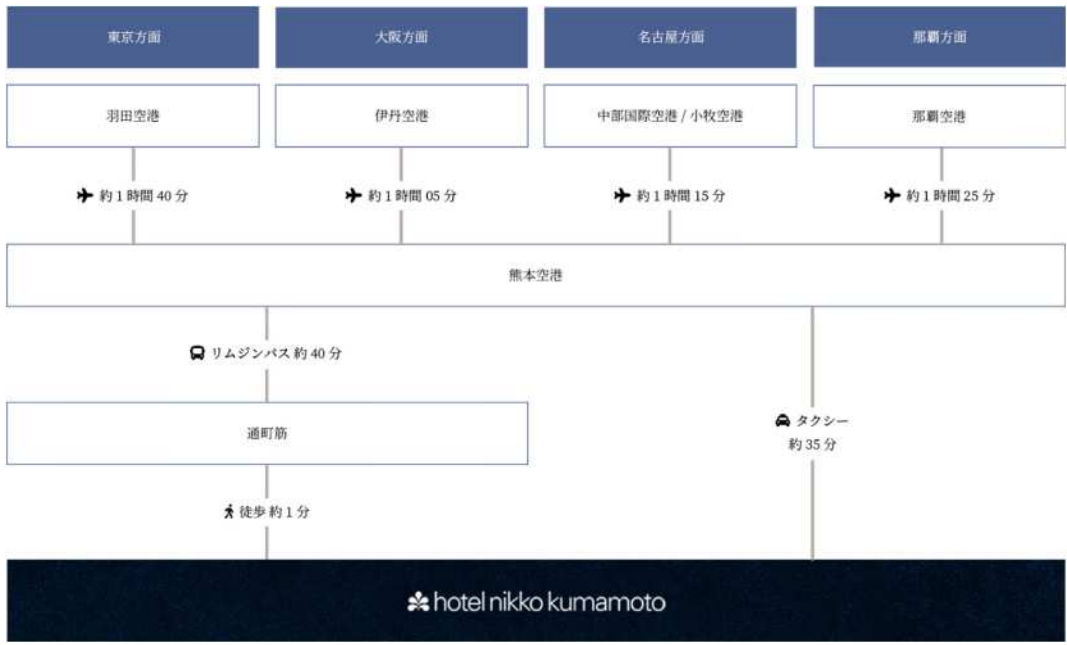 東京方面
大阪方面
名古屋方面
那覇方面
羽田空港
伊丹空港
中部国際空港 / 小牧空港
那覇空港
約 1 時間 40 分
約 1 時間 05 分
約 1 時間 15 分
約 1 時間 25 分
熊本空港
リムジンバス 約 40 分
タクシー
約 35 分
通町筋
徒歩 約 1 分
hotel nikko kumamoto